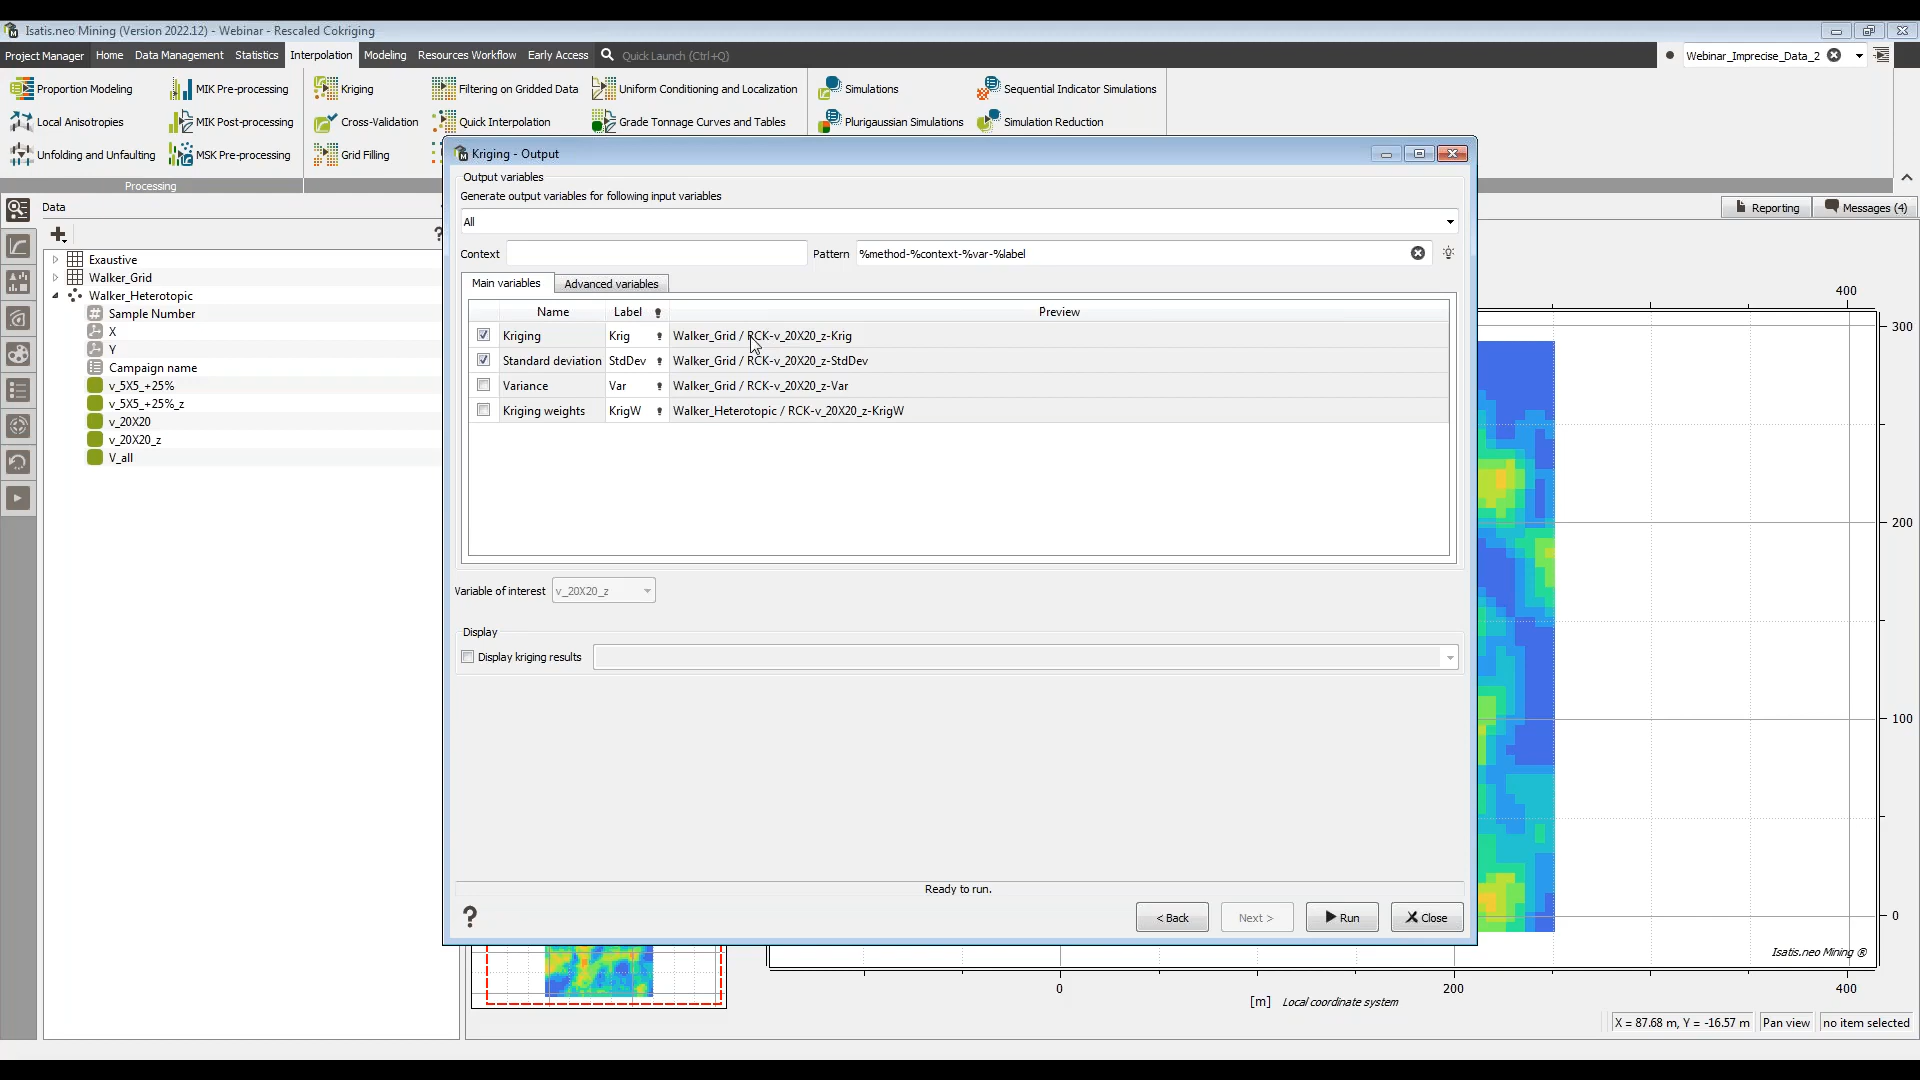 Isatis.neo Mining (Version 2022.12) - Webinar - Rescaled Cokriging
Project Manager Home Data Management Statistics Interpolation Modeling Resources Workflow Early Access Quick Launch (Ctrl+Q) Webinar_Imprecise_Data_2
Proportion Modeling MIK Pre-processing Kriging Filtering on Gridded Data Uniform Conditioning and Localization Simulations Sequential Indicator Simulations
Local Anisotropies MIK Post-processing Cross-Validation Quick Interpolation Grade Tonnage Curves and Tables Plurigaussian Simulations Simulation Reduction
Unfolding and Unfaulting MSK Pre-processing Grid Filling
Processing
Data
Reporting Messages (4)
Exaustive
Walker_Grid
Walker_Heterotopic
Sample Number
X
Y
Campaign name
v_5X5_+25%
v_5X5_+25%_z
v_20X20
v_20X20_z
V_all
Kriging - Output
Output variables
Generate output variables for following input variables
All
Context Pattern %method-%context-%var-%label
Main variables Advanced variables
Name Label Preview
Kriging Krig Walker_Grid / RCK-v_20X20_z-Krig
Standard deviation StdDev Walker_Grid / RCK-v_20X20_z-StdDev
Variance Var Walker_Grid / RCK-v_20X20_z-Var
Kriging weights KrigW Walker_Heterotopic / RCK-v_20X20_z-KrigW
Variable of interest v_20X20_z
Display
Display kriging results
Ready to run.
? < Back Next > Run Close
400
300
200
100
0
Isatis.neo Mining ®
0 200 400
[m] Local coordinate system
X = 87.68 m, Y = -16.57 m Pan view no item selected